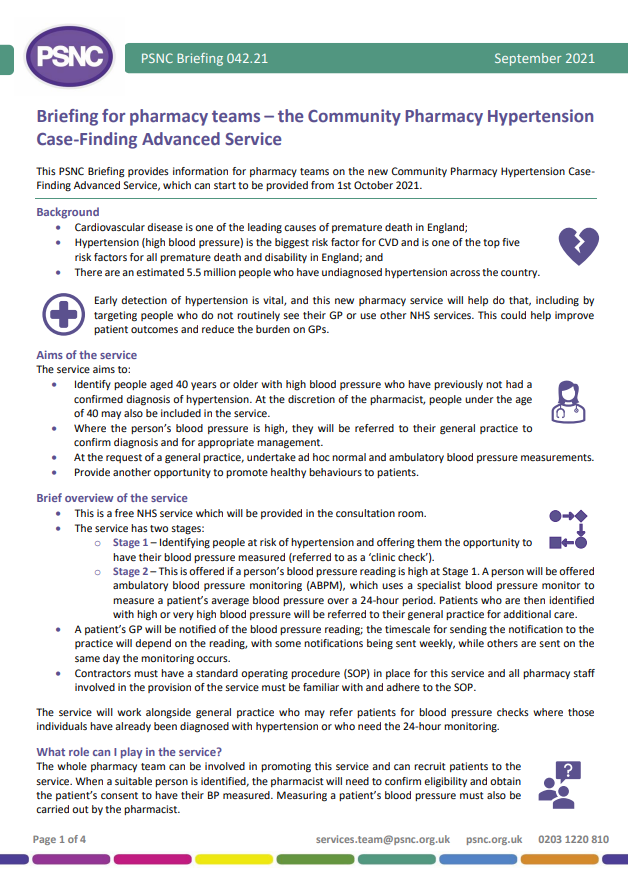 PSNC
PSNC Briefing 042.21
September 2021
Briefing for pharmacy teams – the Community Pharmacy Hypertension
Case-Finding Advanced Service
This PSNC Briefing provides information for pharmacy teams on the new Community Pharmacy Hypertension Case-
Finding Advanced Service, which can start to be provided from 1st October 2021.
Background
• Cardiovascular disease is one of the leading causes of premature death in England;
• Hypertension (high blood pressure) is the biggest risk factor for CVD and is one of the top five
risk factors for all premature death and disability in England; and
• There are an estimated 5.5 million people who have undiagnosed hypertension across the country.
Early detection of hypertension is vital, and this new pharmacy service will help do that, including by
targeting people who do not routinely see their GP or use other NHS services. This could help improve
patient outcomes and reduce the burden on GPs.
Aims of the service
The service aims to:
• Identify people aged 40 years or older with high blood pressure who have previously not had a
confirmed diagnosis of hypertension. At the discretion of the pharmacist, people under the age
of 40 may also be included in the service.
• Where the person's blood pressure is high, they will be referred to their general practice to
confirm diagnosis and for appropriate management.
• At the request of a general practice, undertake ad hoc normal and ambulatory blood pressure measurements.
• Provide another opportunity to promote healthy behaviours to patients.
Brief overview of the service
• This is a free NHS service which will be provided in the consultation room.
• The service has two stages:
o Stage 1 – Identifying people at risk of hypertension and offering them the opportunity to
have their blood pressure measured (referred to as a 'clinic check').
o Stage 2 – This is offered if a person's blood pressure reading is high at Stage 1. A person will be offered
ambulatory blood pressure monitoring (ABPM), which uses a specialist blood pressure monitor to
measure a patient's average blood pressure over a 24-hour period. Patients who are then identified
with high or very high blood pressure will be referred to their general practice for additional care.
• A patient's GP will be notified of the blood pressure reading; the timescale for sending the notification to the
practice will depend on the reading, with some notifications being sent weekly, while others are sent on the
same day the monitoring occurs.
• Contractors must have a standard operating procedure (SOP) in place for this service and all pharmacy staff
involved in the provision of the service must be familiar with and adhere to the SOP.
The service will work alongside general practice who may refer patients for blood pressure checks where those
individuals have already been diagnosed with hypertension or who need the 24-hour monitoring.
What role can I play in the service?
The whole pharmacy team can be involved in promoting this service and can recruit patients to the
service. When a suitable person is identified, the pharmacist will need to confirm eligibility and obtain
the patient's consent to have their BP measured. Measuring a patient's blood pressure must also be
carried out by the pharmacist.
?
Page 1 of 4
services.team@psnc.org.uk psnc.org.uk 0203 1220 810